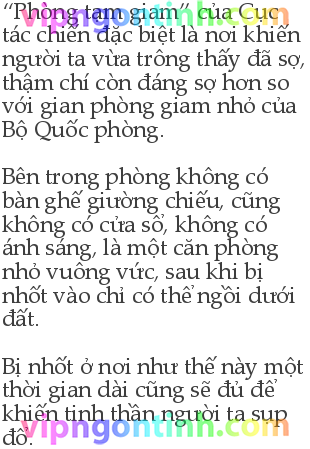 vipngontinh.com
“Phòng tạm giam” của Cục
tác chiến đặc biệt là nơi khiến
người ta vừa trông thấy đã sợ,
thậm chí còn đáng sợ hơn so
với gian phòng giam nhỏ của
Bộ Quốc phòng.
Bên trong phòng không có
bàn ghế giường chiếu, cũng
không có cửa sổ, không có
ánh sáng, là một căn phòng
nhỏ vuông vức, sau khi bị
nhốt vào chỉ có thể ngồi dưới
đất.
Bị nhốt ở nơi như thế này một
thời gian dài cũng sẽ đủ để
khiến tinh thần người ta sụp
đổ.
vipngontinh.com